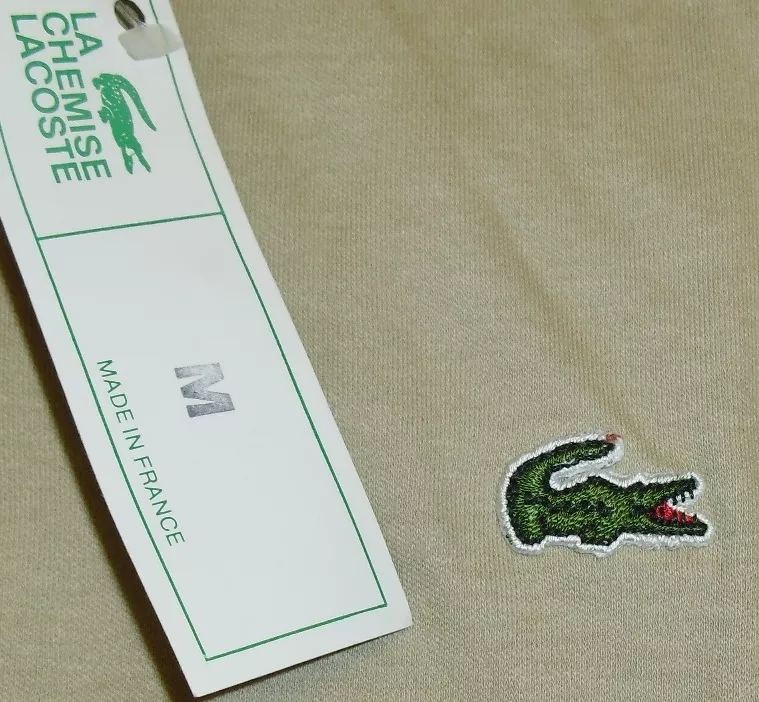 LA
CHEMISE
LACOSTE
M
MADE IN FRANCE